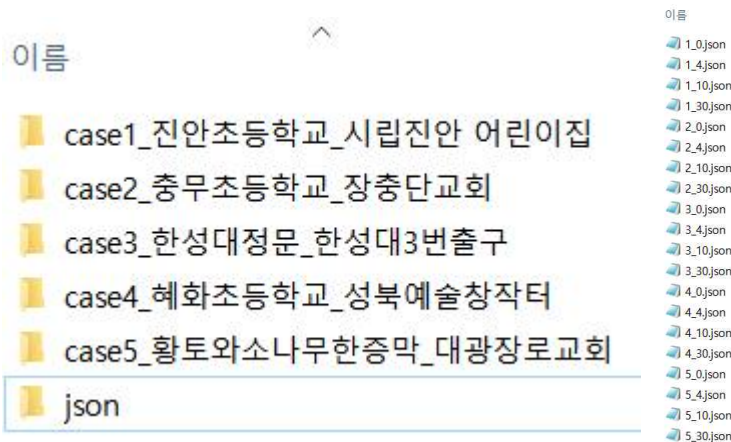 이름
case1_진안초등학교_시립진안 어린이집
case2_충무초등학교_장충단교회
case3_한성대정문_한성대3번출구
case4_혜화초등학교_성북예술창작터
case5_황토와소나무한증막_대광장로교회
json
이름
1_0.json
1_4.json
1_10.json
1_30.json
2_0.json
2_4.json
2_10.json
2_30.json
3_0.json
3_4.json
3_10.json
3_30.json
4_0.json
4_4.json
4_10.json
4_30.json
5_0.json
5_4.json
5_10.json
5_30.json